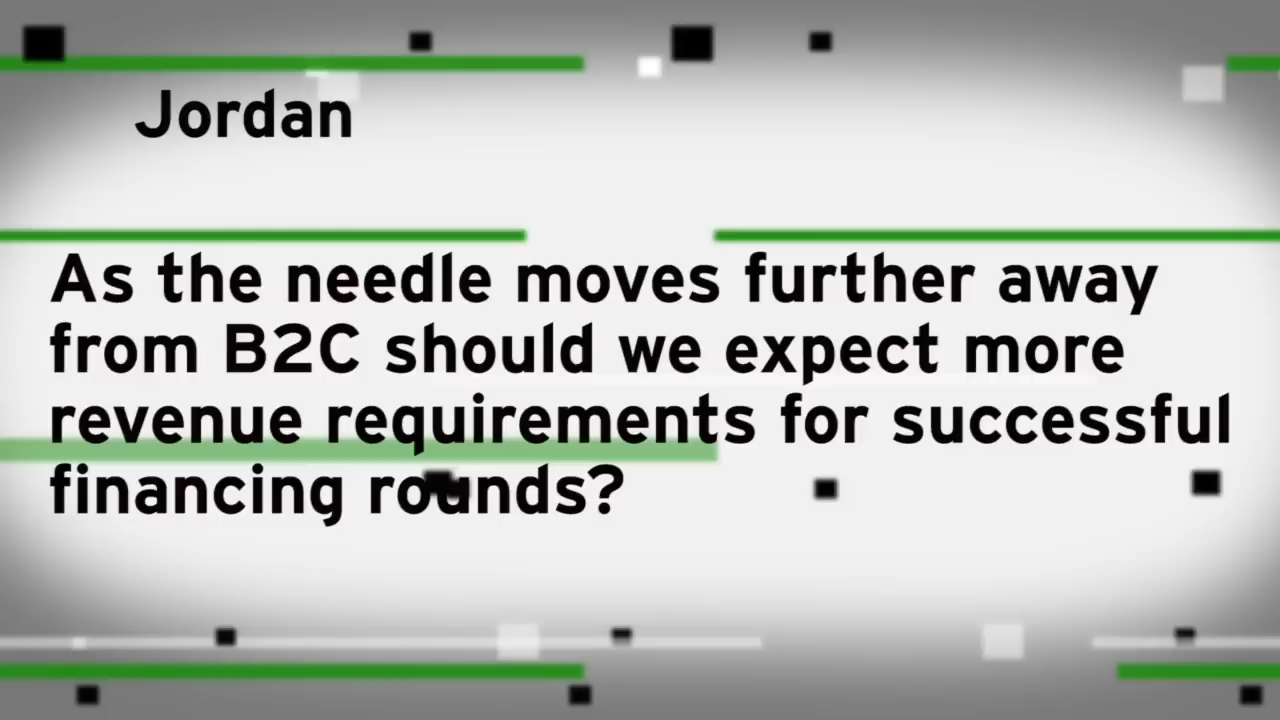 Jordan
As the needle moves further away
from B2C should we expect more
revenue requirements for successful
financing rounds?